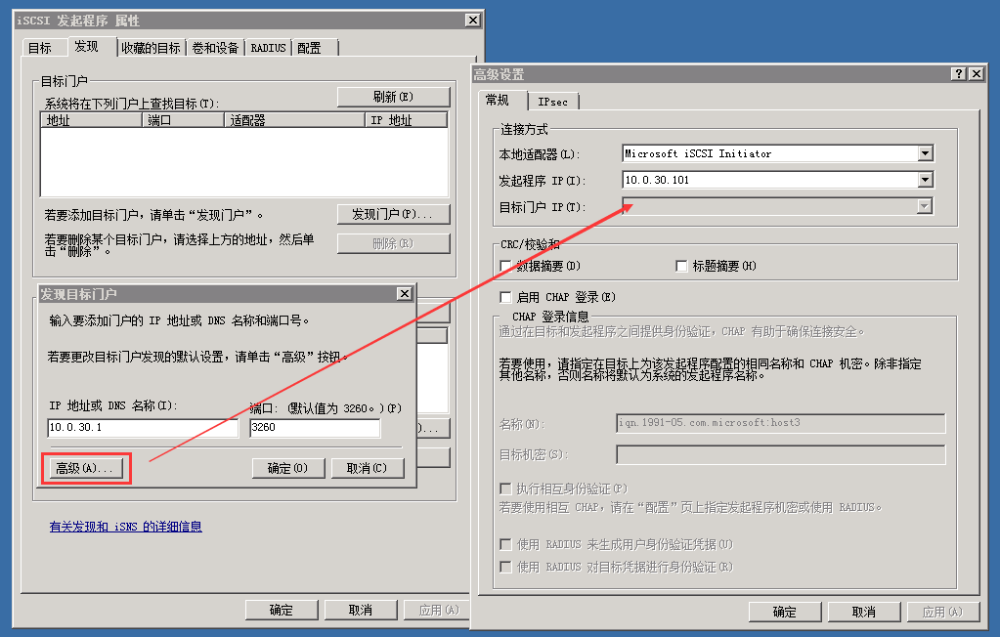 iSCSI 发起程序 属性
目标
发现
收藏的目标
卷和设备
RADIUS
配置
目标门户
系统将在下列门户上查找目标(T):
刷新(E)
地址
端口
适配器
IP 地址
若要添加目标门户，请单击“发现门户”。
发现门户(P)...
若要删除某个目标门户，请选择上方的地址，然后单
击“删除”。
删除(R)
发现目标门户
输入要添加门户的 IP 地址或 DNS 名称和端口号。
若要更改目标门户发现的默认设置，请单击“高级”按钮。
IP 地址或 DNS 名称(I):
端口: (默认值为 3260。)(P)
10.0.30.1
3260
)...
高级(A)...
确定(O)
取消(C)
有关发现和 iSNS 的详细信息
确定
取消
应用(A)
高级设置
常规
IPsec
连接方式
本地适配器(L):
Microsoft iSCSI Initiator
发起程序 IP(I):
10.0.30.101
目标门户 IP(T):
CRC/校验和
数据摘要(D)
标题摘要(H)
启用 CHAP 登录(E)
CHAP 登录信息
通过在目标和发起程序之间提供身份验证，CHAP 有助于确保连接安全。
若要使用，请指定在目标上为该发起程序配置的相同名称和 CHAP 机密。除非指定
其他名称，否则名称将默认为系统的发起程序名称。
名称(N):
iqn.1991-05.com.microsoft:host3
目标机密(S):
执行相互身份验证(P)
若要使用相互 CHAP，请在“配置”页上指定发起程序机密或使用 RADIUS。
使用 RADIUS 来生成用户身份验证凭据(U)
使用 RADIUS 对目标凭据进行身份验证(R)
确定
取消
应用(A)